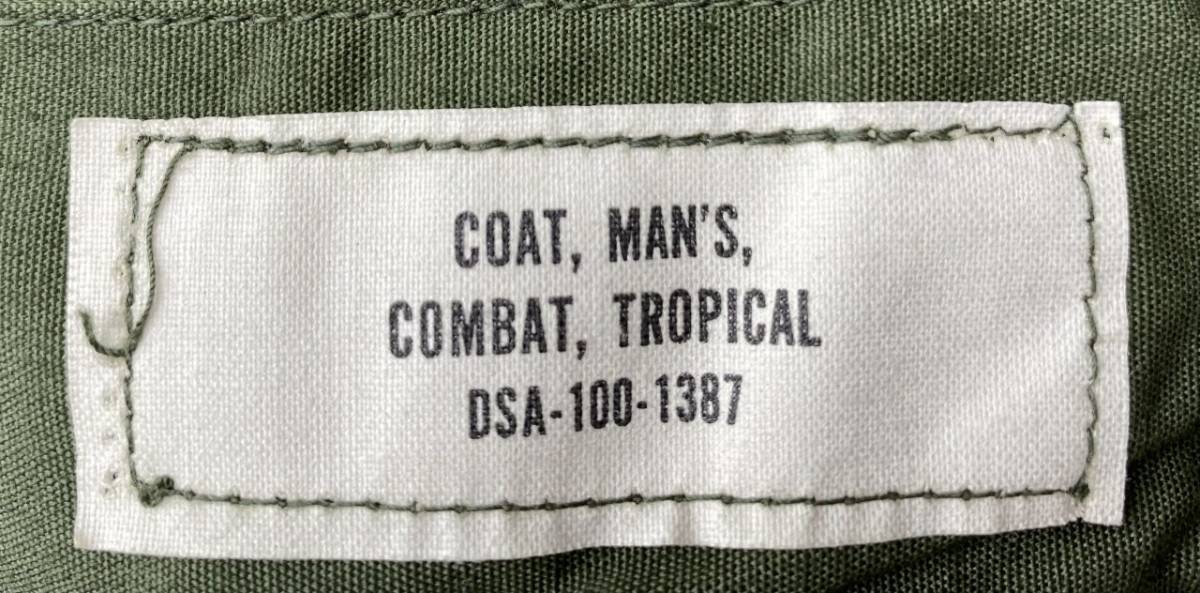 COAT, MAN'S,
COMBAT, TROPICAL
DSA-100-1387